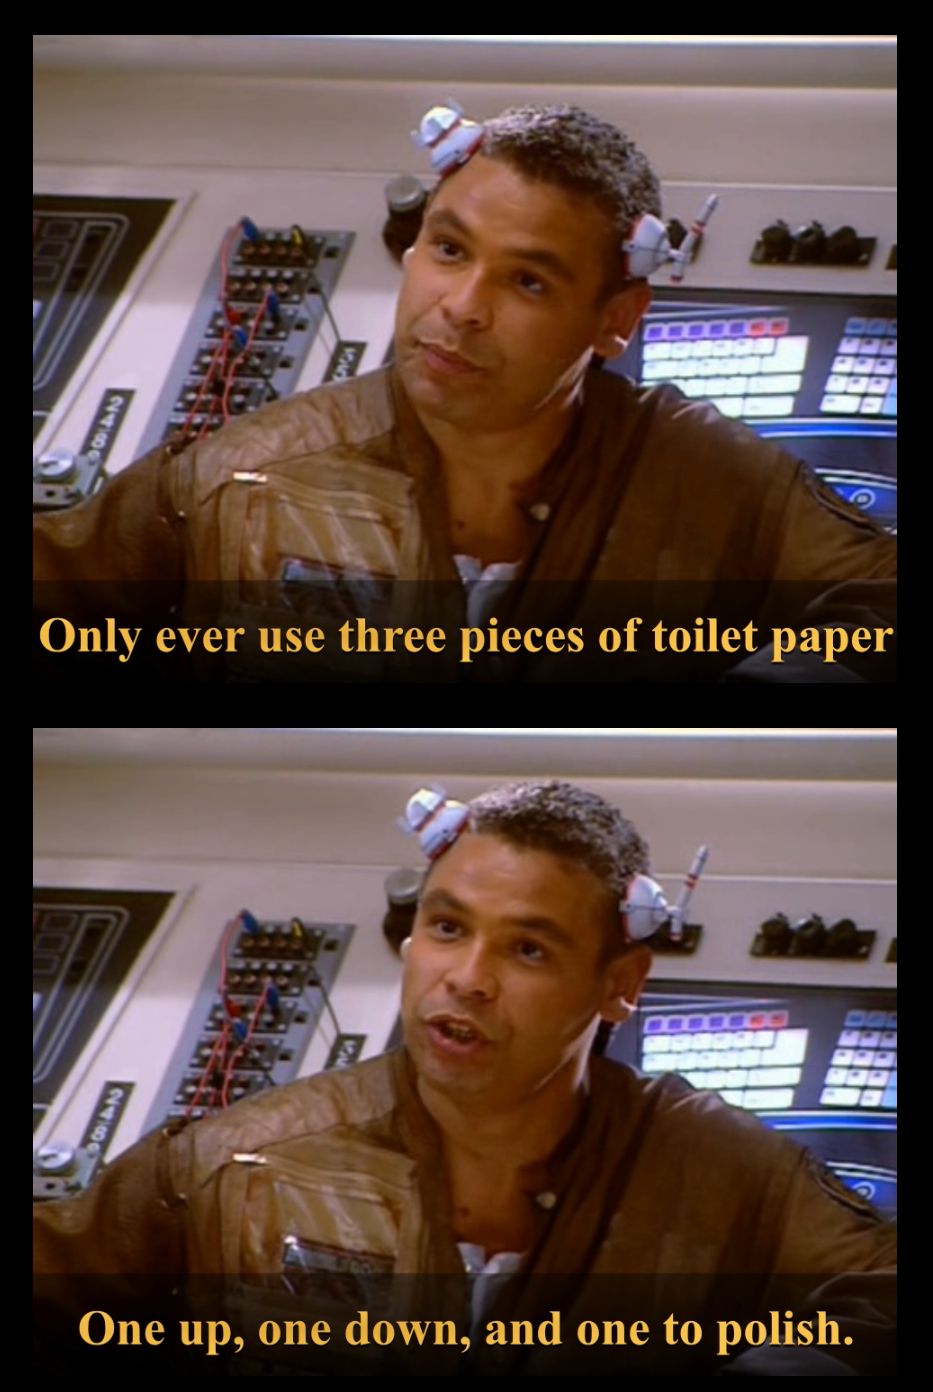 Only ever use three pieces of toilet paper
One up, one down, and one to polish.